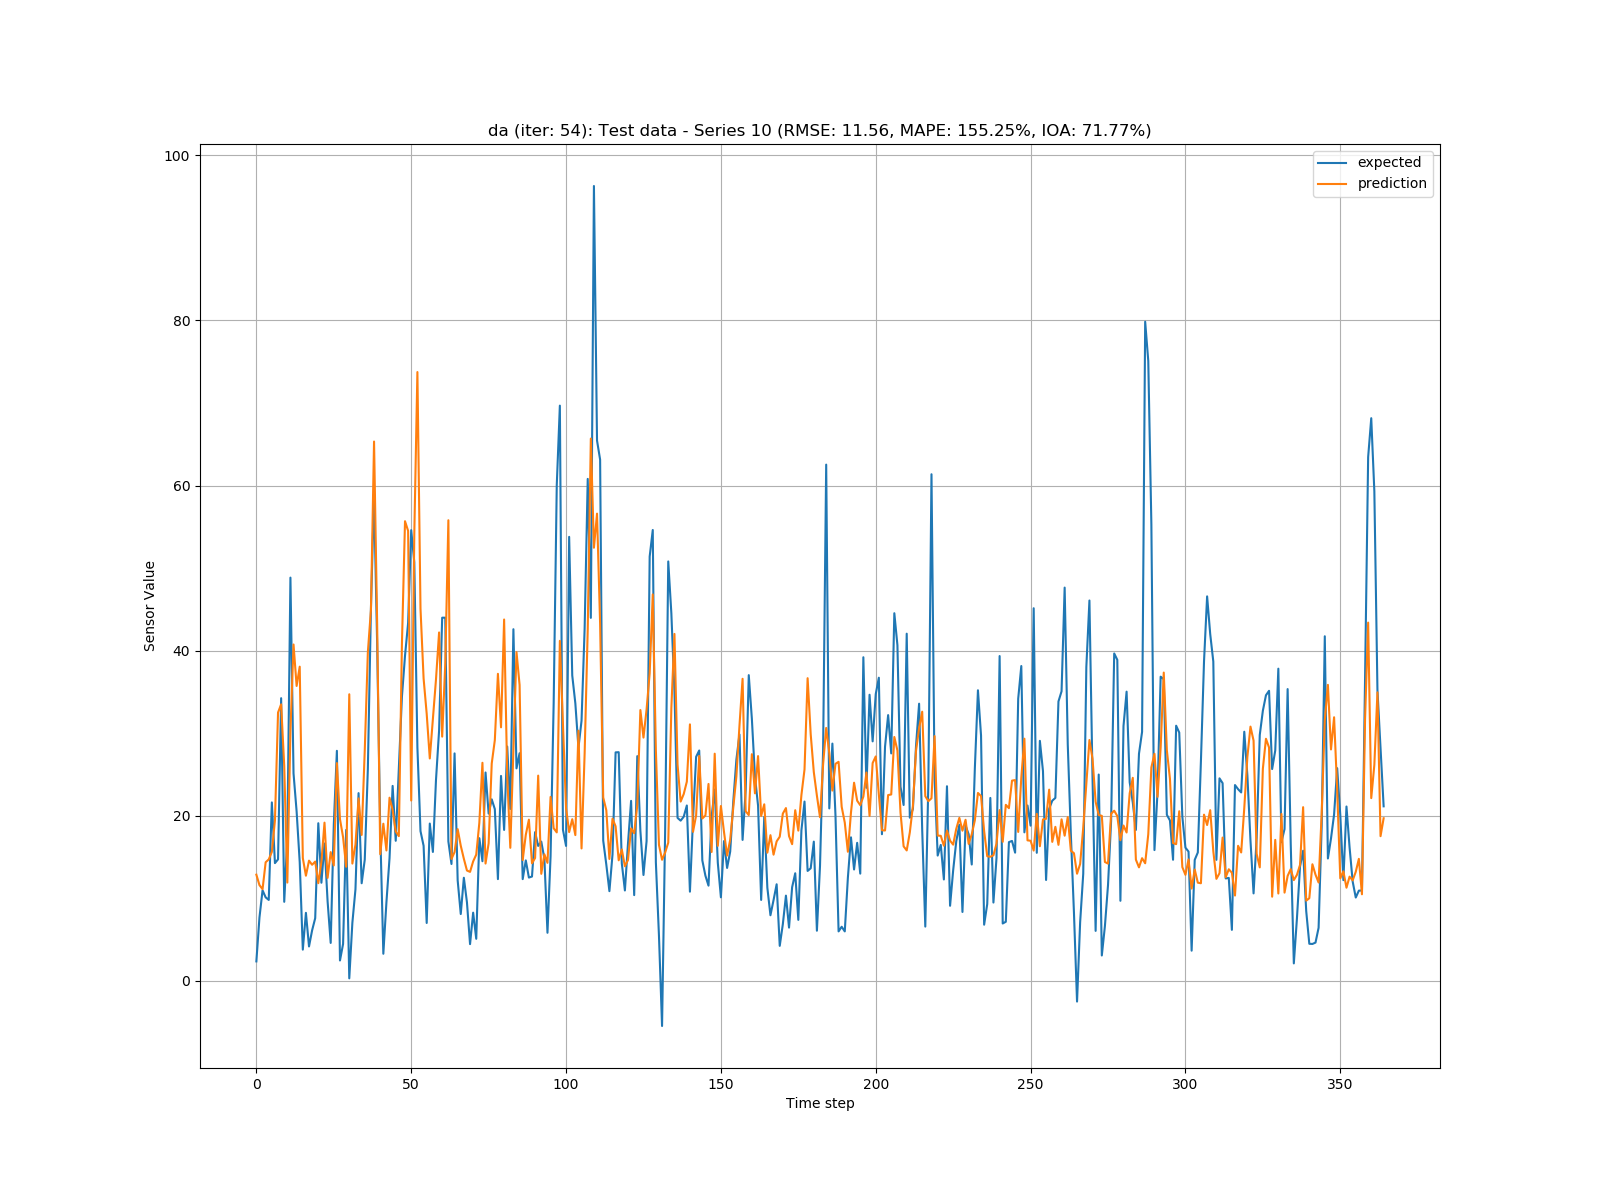 da (iter: 54): Test data - Series 10 (RMSE: 11.56, MAPE: 155.25%, IOA: 71.77%)
expected
prediction
100
80
60
40
20
0
Sensor Value
0 50 100 150 200 250 300 350
Time step